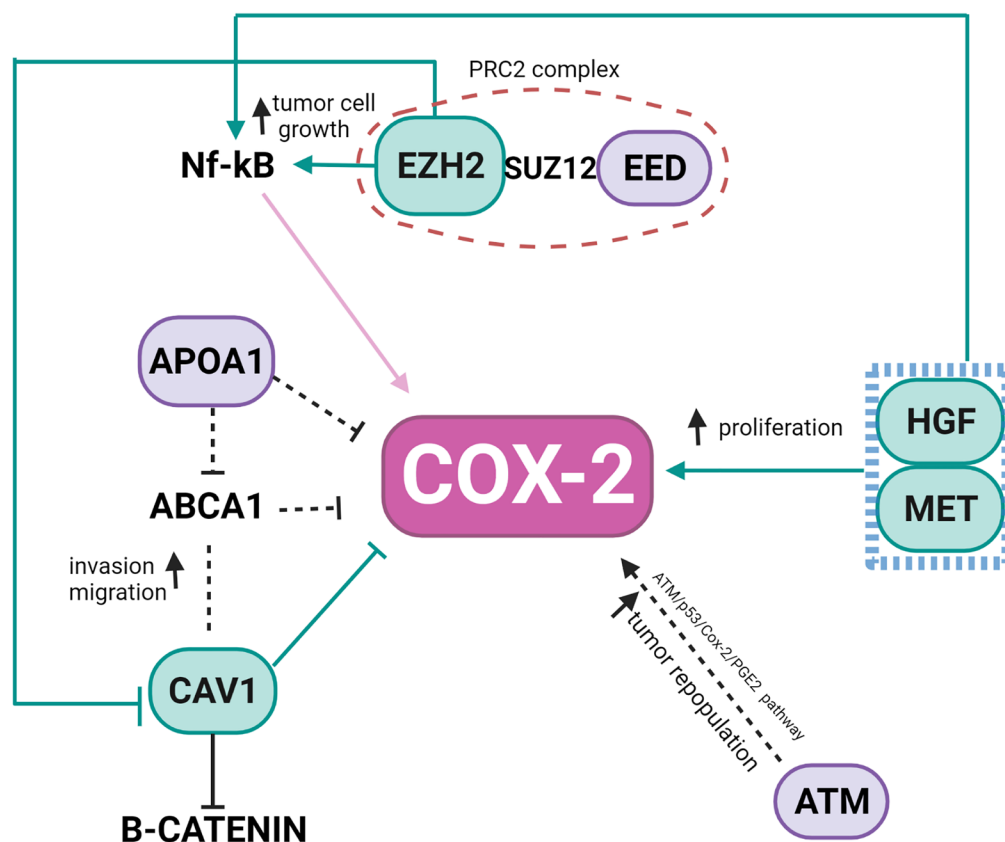 PRC2 complex
tumor cell
growth
Nf-kB
EZH2
SUZ12
EED
APOA1
COX-2
proliferation
HGF
MET
ABCA1
invasion
migration
CAV1
B-CATENIN
ATM/p53/Cox-2/PGE2 pathway
tumor repopulation
ATM